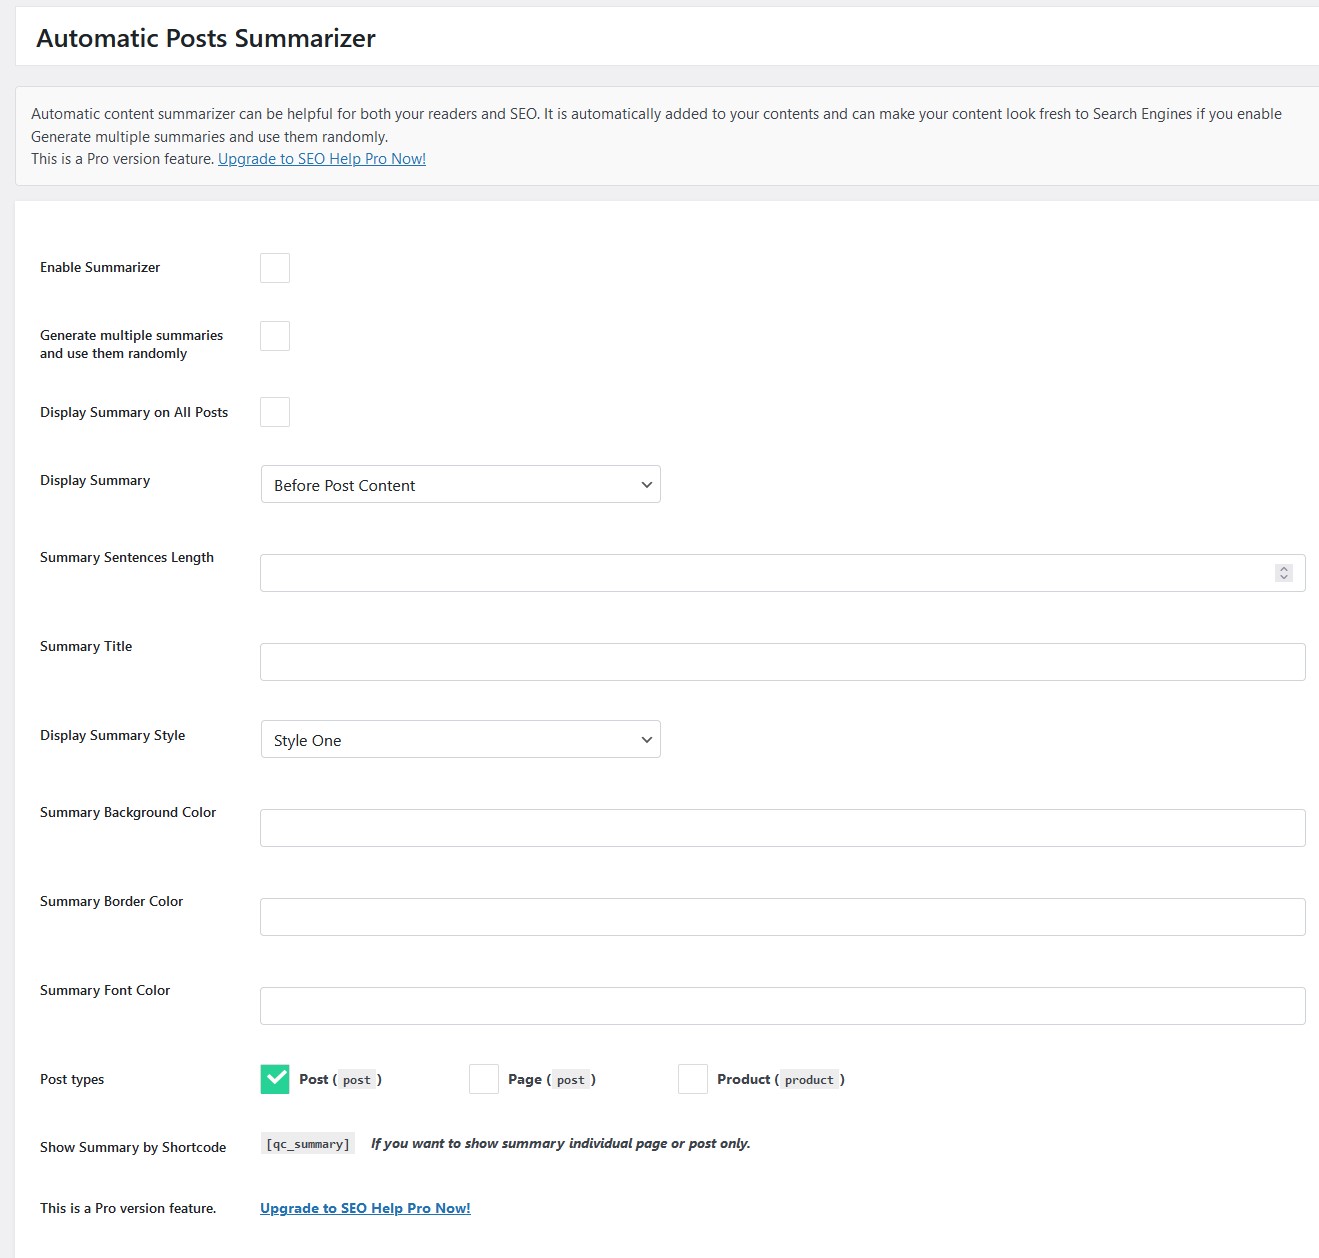 Automatic Posts Summarizer
Automatic content summarizer can be helpful for both your readers and SEO. It is automatically added to your contents and can make your content look fresh to Search Engines if you enable
Generate multiple summaries and use them randomly.
This is a Pro version feature. Upgrade to SEO Help Pro Now!
Enable Summarizer
Generate multiple summaries
and use them randomly
Display Summary on All Posts
Display Summary
Before Post Content
Summary Sentences Length
Summary Title
Display Summary Style
Style One
Summary Background Color
Summary Border Color
Summary Font Color
Post types
Post ( post )
Page ( post )
Product ( product )
Show Summary by Shortcode
[qc_summary] If you want to show summary individual page or post only.
This is a Pro version feature.
Upgrade to SEO Help Pro Now!